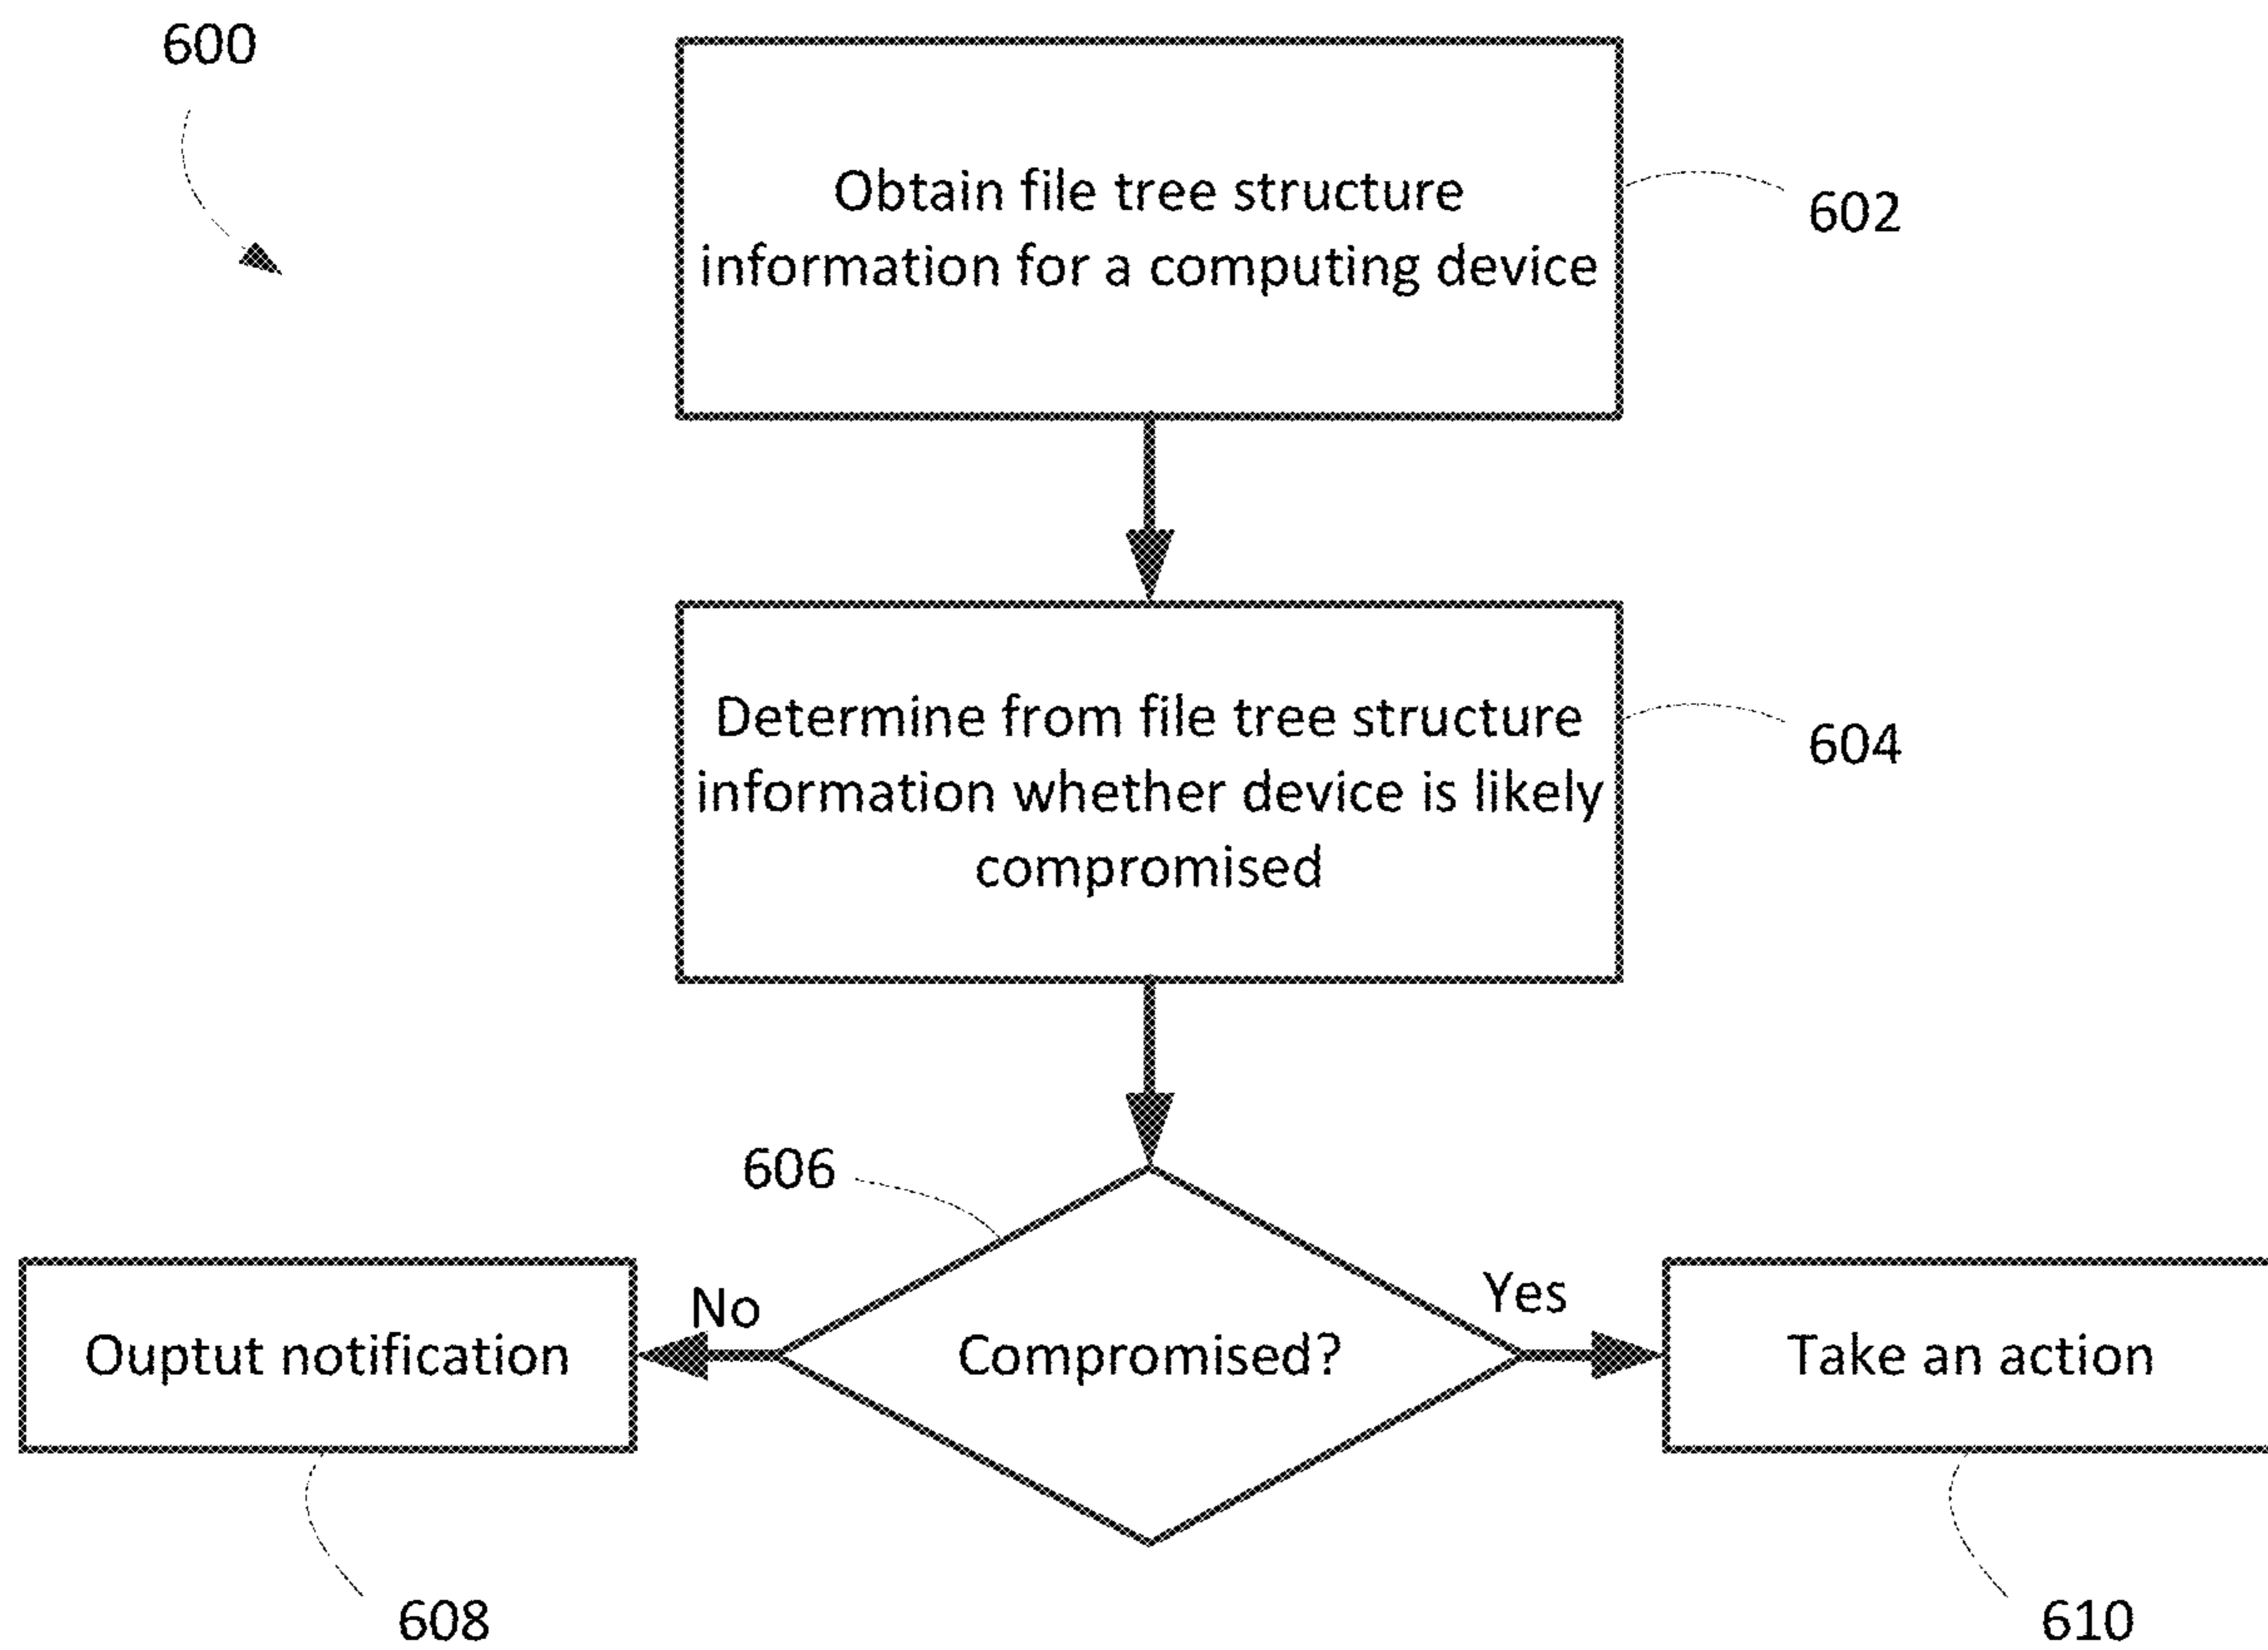 600
Obtain file tree structure
information for a computing device
602
Determine from file tree structure
information whether device is likely
compromised
604
606
No
Yes
Ouptut notification
Compromised?
Take an action
608
610